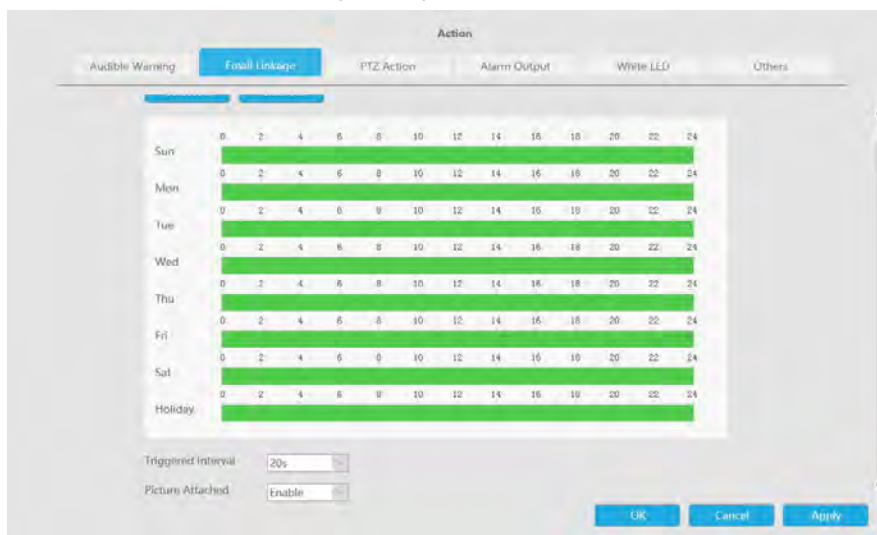 Action
Audible Warning Email Linkage PTZ Action Alarm Output White LED Others
0 2 4 6 8 10 12 14 16 18 20 22 24
Sun
0 2 4 6 8 10 12 14 16 18 20 22 24
Mon
0 2 4 6 8 10 12 14 16 18 20 22 24
Tue
0 2 4 6 8 10 12 14 16 18 20 22 24
Wed
0 2 4 6 8 10 12 14 16 18 20 22 24
Thu
0 2 4 6 8 10 12 14 16 18 20 22 24
Fri
0 2 4 6 8 10 12 14 16 18 20 22 24
Sat
0 2 4 6 8 10 12 14 16 18 20 22 24
Holiday
Triggered Interval 20s
Picture Attached Enable
OK Cancel Apply